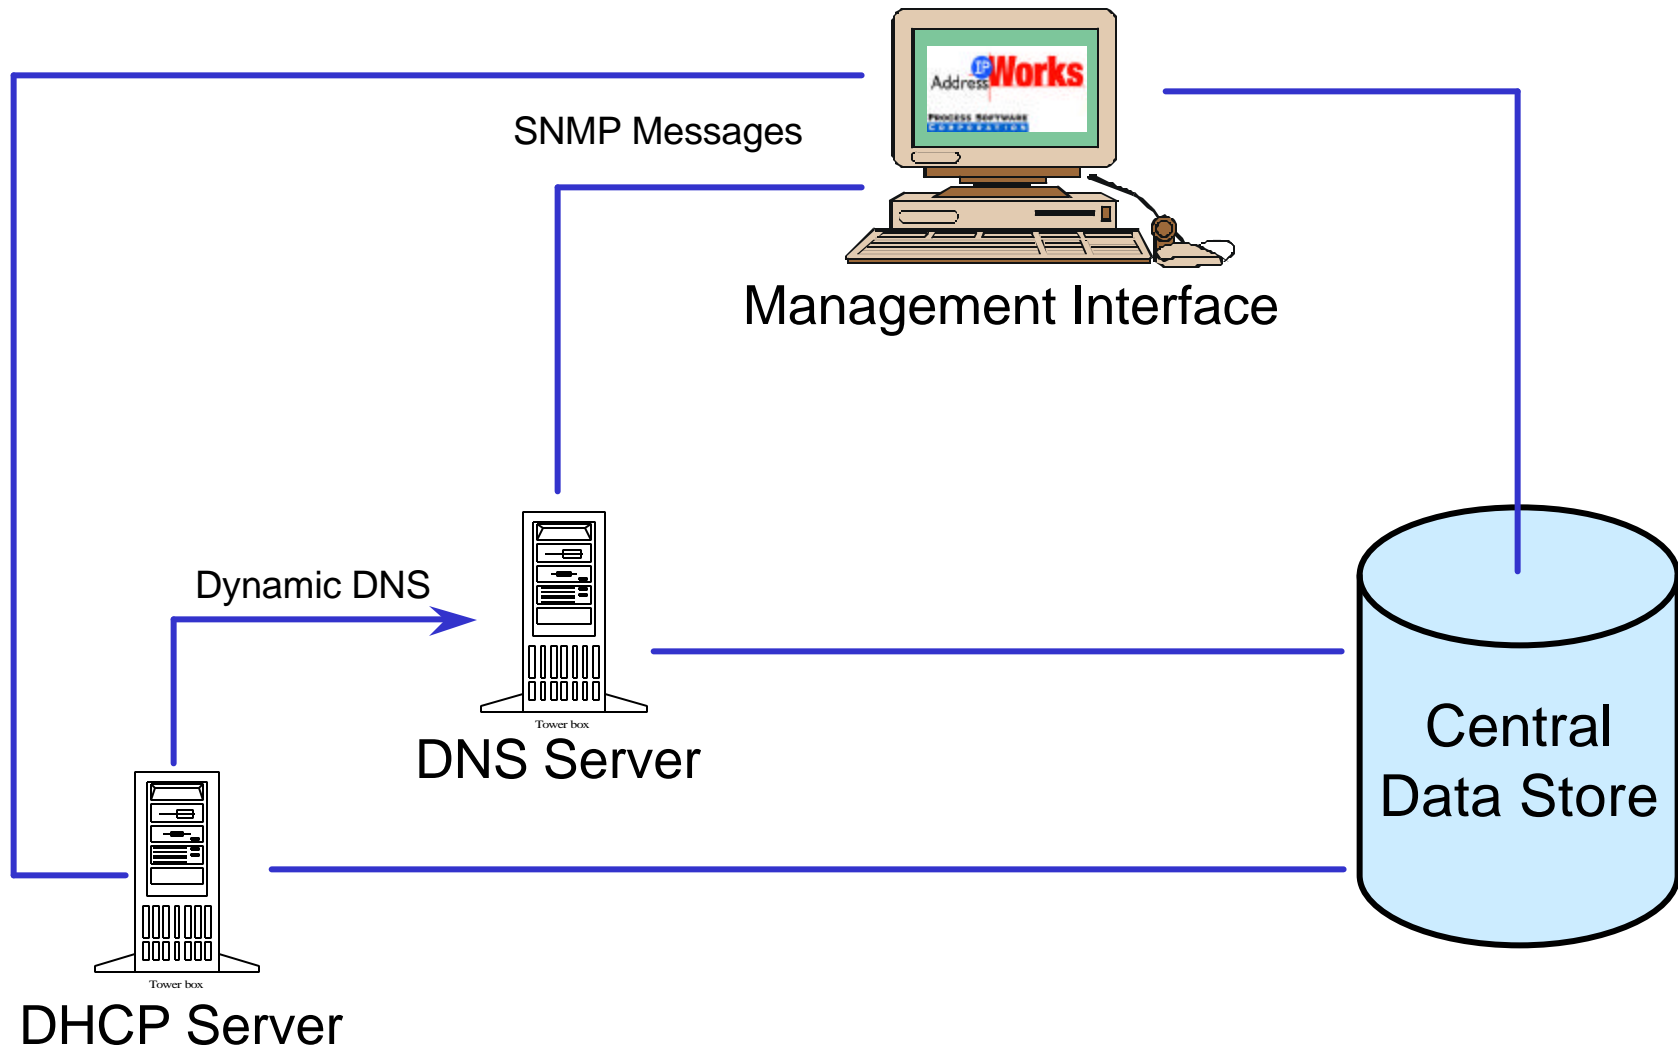 IP
Address Works
PROCESS SOFTWARE
CORPORATION
SNMP Messages
Management Interface
Dynamic DNS
Tower box
DNS Server
Central
Data Store
Tower box
DHCP Server